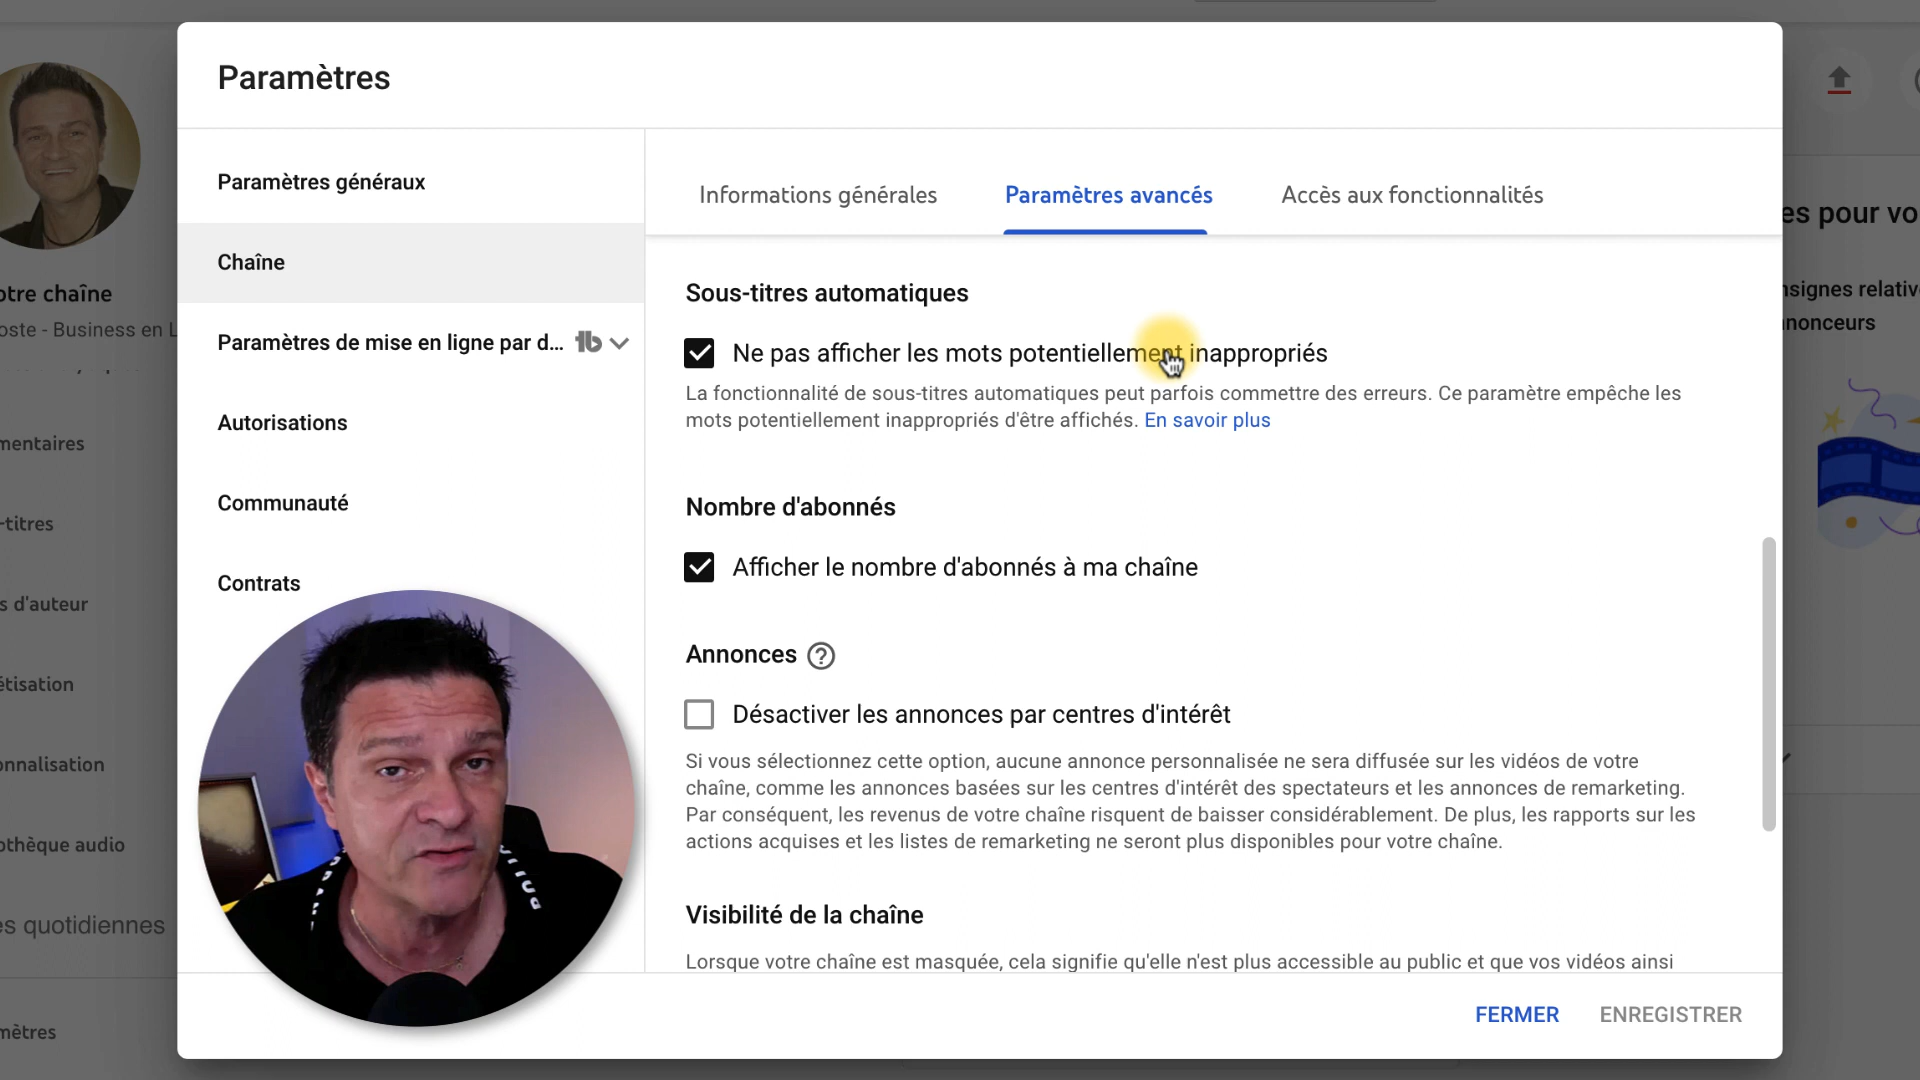 Paramètres
Paramètres généraux
Chaîne
Paramètres de mise en ligne par d...
Autorisations
Communauté
Contrats
Informations générales
Paramètres avancés
Accès aux fonctionnalités
Sous-titres automatiques
Ne pas afficher les mots potentiellement inappropriés
La fonctionnalité de sous-titres automatiques peut parfois commettre des erreurs. Ce paramètre empêche les
mots potentiellement inappropriés d'être affichés. En savoir plus
Nombre d'abonnés
Afficher le nombre d'abonnés à ma chaîne
Annonces
Désactiver les annonces par centres d'intérêt
Si vous sélectionnez cette option, aucune annonce personnalisée ne sera diffusée sur les vidéos de votre
chaîne, comme les annonces basées sur les centres d'intérêt des spectateurs et les annonces de remarketing.
Par conséquent, les revenus de votre chaîne risquent de baisser considérablement. De plus, les rapports sur les
actions acquises et les listes de remarketing ne seront plus disponibles pour votre chaîne.
Visibilité de la chaîne
Lorsque votre chaîne est masquée, cela signifie qu'elle n'est plus accessible au public et que vos vidéos ainsi
FERMER
ENREGISTRER
otre chaîne
oste - Business en L
mentaires
-titres
s d'auteur
étisation
onnalisation
othèque audio
es quotidiennes
mètres
es pour vo
nsignes relativ
nnonceurs